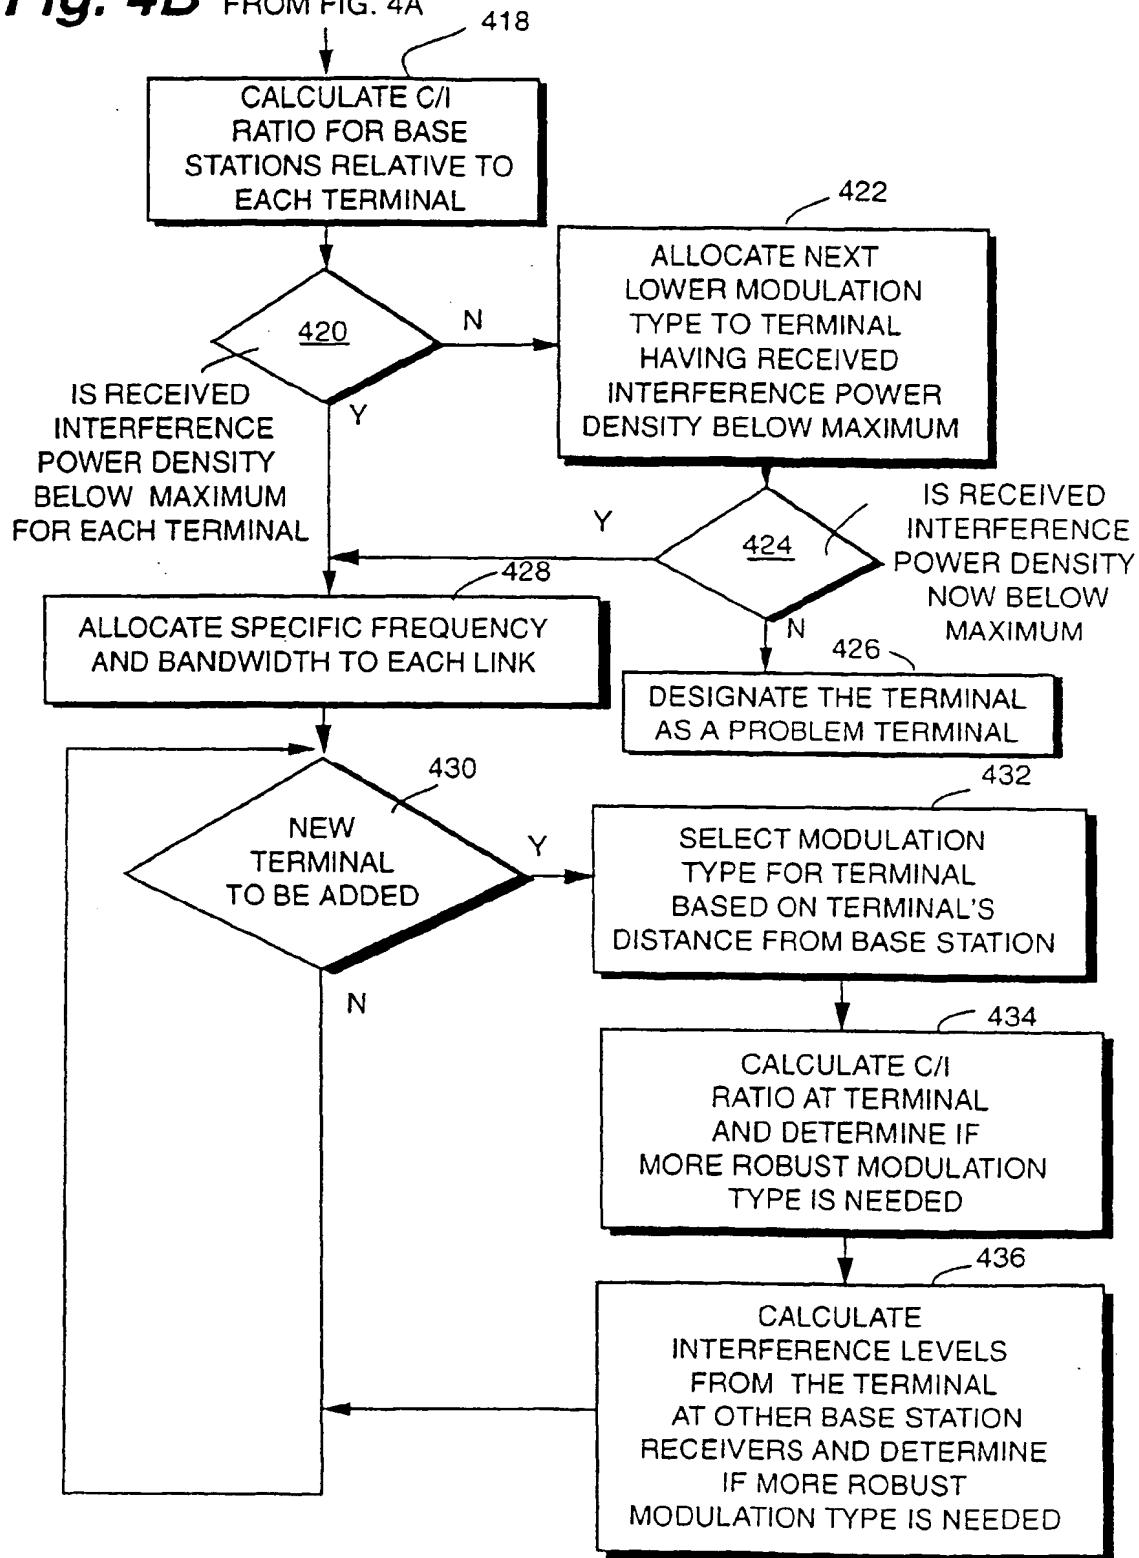 Fig. 4B FROM FIG. 4A
418
CALCULATE C/I
RATIO FOR BASE
STATIONS RELATIVE TO
EACH TERMINAL
422
ALLOCATE NEXT
LOWER MODULATION
TYPE TO TERMINAL
HAVING RECEIVED
INTERFERENCE POWER
DENSITY BELOW MAXIMUM
420
N
Y
IS RECEIVED
INTERFERENCE
POWER DENSITY
BELOW MAXIMUM
FOR EACH TERMINAL
424
Y
N
IS RECEIVED
INTERFERENCE
POWER DENSITY
NOW BELOW
MAXIMUM
428
ALLOCATE SPECIFIC FREQUENCY
AND BANDWIDTH TO EACH LINK
426
DESIGNATE THE TERMINAL
AS A PROBLEM TERMINAL
430
NEW
TERMINAL
TO BE ADDED
Y
N
432
SELECT MODULATION
TYPE FOR TERMINAL
BASED ON TERMINAL'S
DISTANCE FROM BASE STATION
434
CALCULATE C/I
RATIO AT TERMINAL
AND DETERMINE IF
MORE ROBUST MODULATION
TYPE IS NEEDED
436
CALCULATE
INTERFERENCE LEVELS
FROM THE TERMINAL
AT OTHER BASE STATION
RECEIVERS AND DETERMINE
IF MORE ROBUST
MODULATION TYPE IS NEEDED